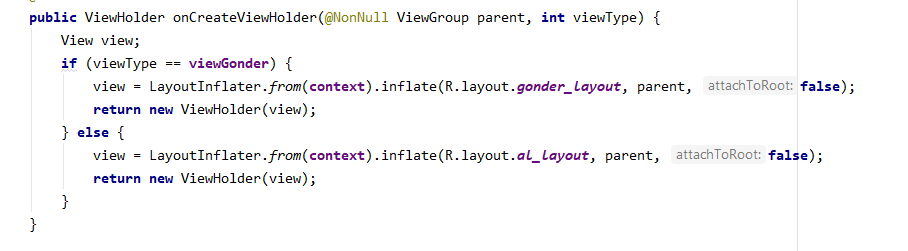 public ViewHolder onCreateViewHolder(@NonNull ViewGroup parent, int viewType) {
View view;
if (viewType == viewGonder) {
view = LayoutInflater.from(context).inflate(R.layout.gonder_layout, parent, attachToRoot: false);
return new ViewHolder(view);
} else {
view = LayoutInflater.from(context).inflate(R.layout.al_layout, parent, attachToRoot: false);
return new ViewHolder(view);
}
}